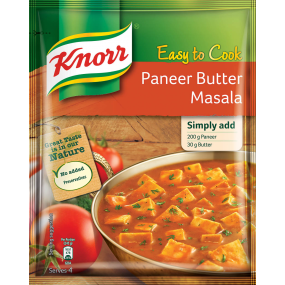 Knorr
Easy to Cook
Paneer Butter
Masala
Simply add
200 g Paneer
30 g Butter
Great Taste
is in our
Nature
No added
Preservatives
Serves 4